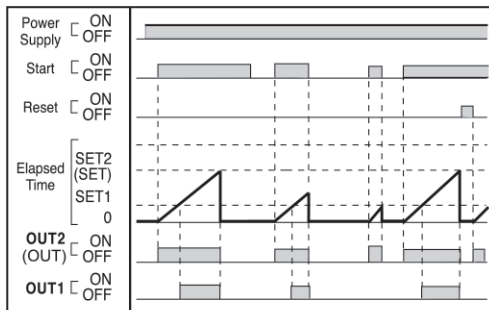 Power Supply ON
OFF
Start ON
OFF
Reset ON
OFF
Elapsed Time SET2
(SET)
SET1
0
OUT2 (OUT) ON
OFF
OUT1 ON
OFF